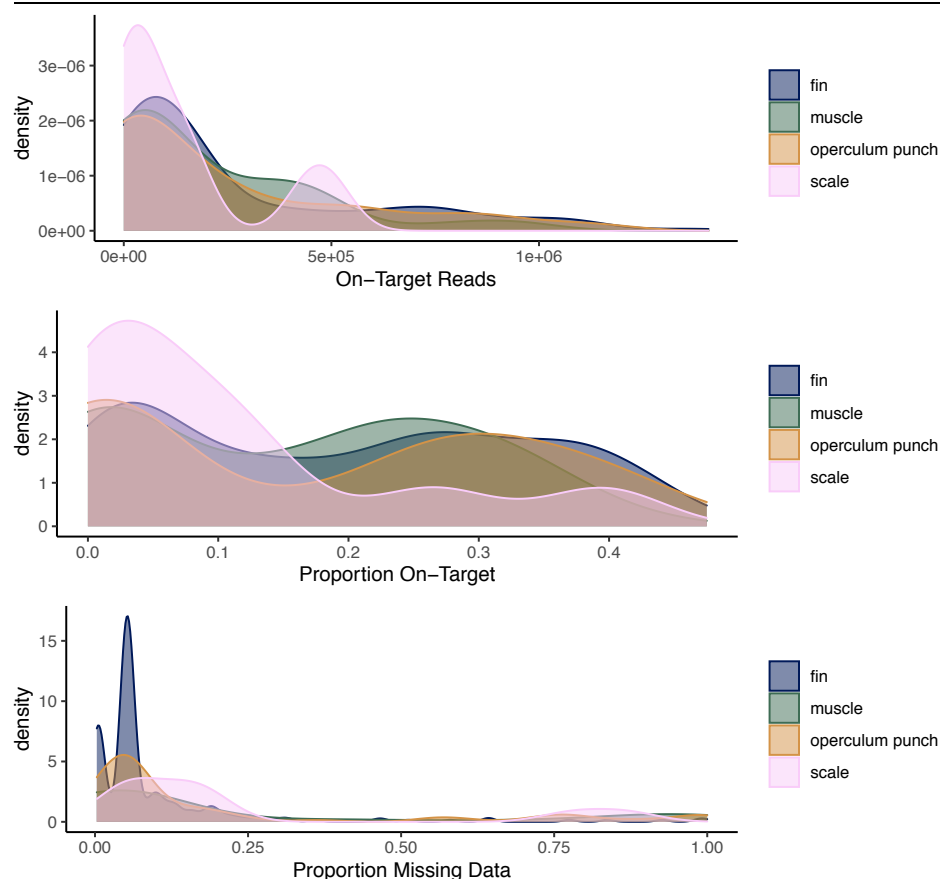 density
3e−06
2e−06
1e−06
0e+00
0e+00 5e+05 1e+06
On−Target Reads
fin
muscle
operculum punch
scale
density
4
3
2
1
0
0.0 0.1 0.2 0.3 0.4
Proportion On−Target
fin
muscle
operculum punch
scale
density
15
10
5
0
0.00 0.25 0.50 0.75 1.00
Proportion Missing Data
fin
muscle
operculum punch
scale